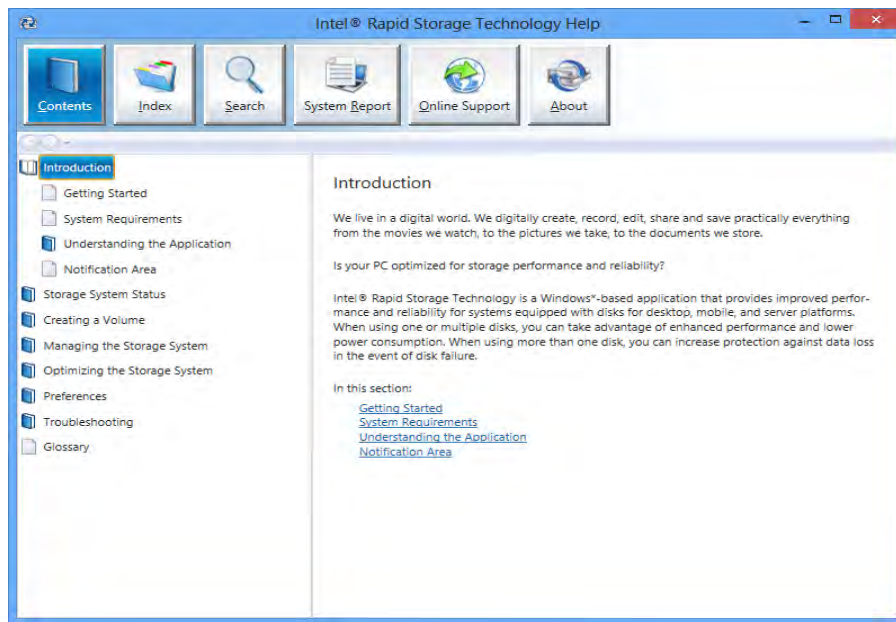 Intel® Rapid Storage Technology Help
Contents
Index
Search
System Report
Online Support
About
Introduction
Getting Started
System Requirements
Understanding the Application
Notification Area
Storage System Status
Creating a Volume
Managing the Storage System
Optimizing the Storage System
Preferences
Troubleshooting
Glossary
Introduction
We live in a digital world. We digitally create, record, edit, share and save practically everything
from the movies we watch, to the pictures we take, to the documents we store.
Is your PC optimized for storage performance and reliability?
Intel® Rapid Storage Technology is a Windows*-based application that provides improved perfor-
mance and reliability for systems equipped with disks for desktop, mobile, and server platforms.
When using one or multiple disks, you can take advantage of enhanced performance and lower
power consumption. When using more than one disk, you can increase protection against data loss
in the event of disk failure.
In this section:
Getting Started
System Requirements
Understanding the Application
Notification Area